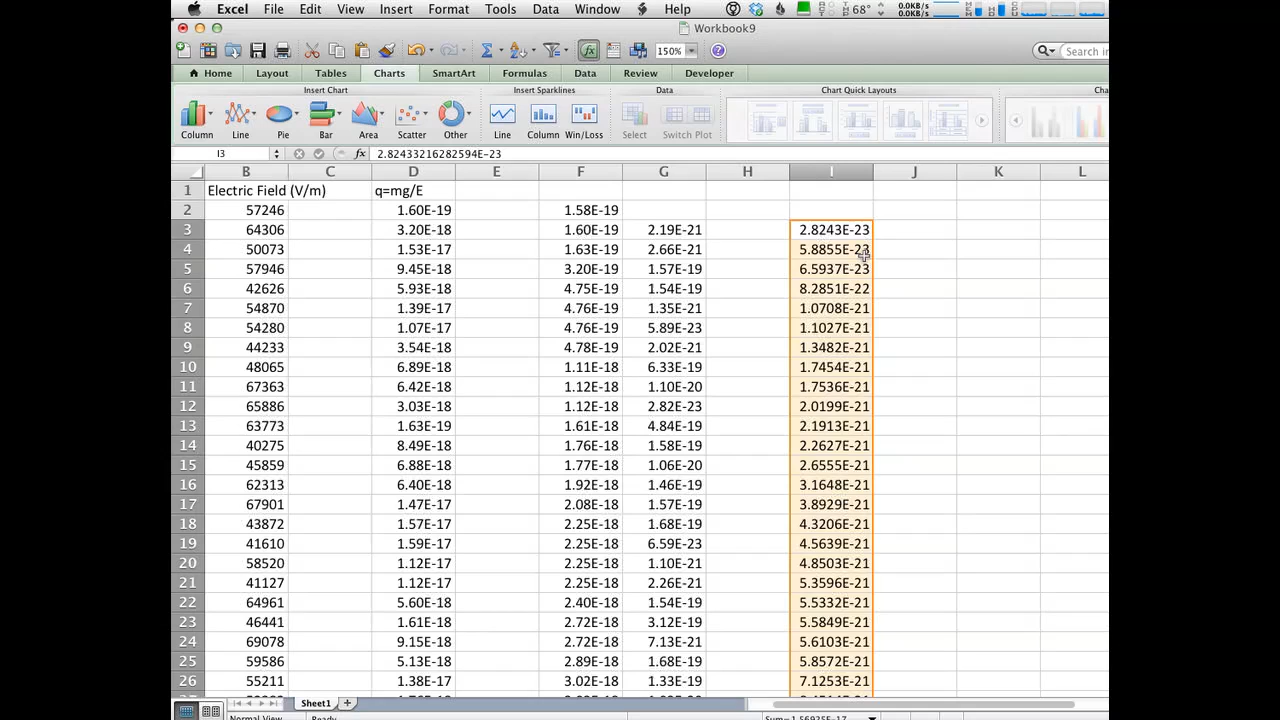 Excel File Edit View Insert Format Tools Data Window Help 68° 0.0KB/s 0.0KB/s
Workbook9
150% Search in
Home Layout Tables Charts SmartArt Formulas Data Review Developer
Insert Chart Insert Sparklines Data Chart Quick Layouts Cha
Column Line Pie Bar Area Scatter Other Line Column Win/Loss Select Switch Plot
I3 fx 2.82433216282594E-23
B C D E F G H I J K L
1 Electric Field (V/m) q=mg/E
2 57246 1.60E-19 1.58E-19
3 64306 3.20E-18 1.60E-19 2.19E-21 2.8243E-23
4 50073 1.53E-17 1.63E-19 2.66E-21 5.8855E-23
5 57946 9.45E-18 3.20E-19 1.57E-19 6.5937E-23
6 42626 5.93E-18 4.75E-19 1.54E-19 8.2851E-22
7 54870 1.39E-17 4.76E-19 1.35E-21 1.0708E-21
8 54280 1.07E-17 4.76E-19 5.89E-23 1.1027E-21
9 44233 3.54E-18 4.78E-19 2.02E-21 1.3482E-21
10 48065 6.89E-18 1.11E-18 6.33E-19 1.7454E-21
11 67363 6.42E-18 1.12E-18 1.10E-20 1.7536E-21
12 65886 3.03E-18 1.12E-18 2.82E-23 2.0199E-21
13 63773 1.63E-19 1.61E-18 4.84E-19 2.1913E-21
14 40275 8.49E-18 1.76E-18 1.58E-19 2.2627E-21
15 45859 6.88E-18 1.77E-18 1.06E-20 2.6555E-21
16 62313 6.40E-18 1.92E-18 1.46E-19 3.1648E-21
17 67901 1.47E-17 2.08E-18 1.57E-19 3.8929E-21
18 43872 1.57E-17 2.25E-18 1.68E-19 4.3206E-21
19 41610 1.59E-17 2.25E-18 6.59E-23 4.5639E-21
20 58520 1.12E-17 2.25E-18 1.10E-21 4.8503E-21
21 41127 1.12E-17 2.25E-18 2.26E-21 5.3596E-21
22 64961 5.60E-18 2.40E-18 1.54E-19 5.5332E-21
23 46441 1.61E-18 2.72E-18 3.12E-19 5.5849E-21
24 69078 9.15E-18 2.72E-18 7.13E-21 5.6103E-21
25 59586 5.13E-18 2.89E-18 1.68E-19 5.8572E-21
26 55211 1.38E-17 3.02E-18 1.33E-19 7.1253E-21
Sheet1
Normal View Ready Sum=1.56925E-17